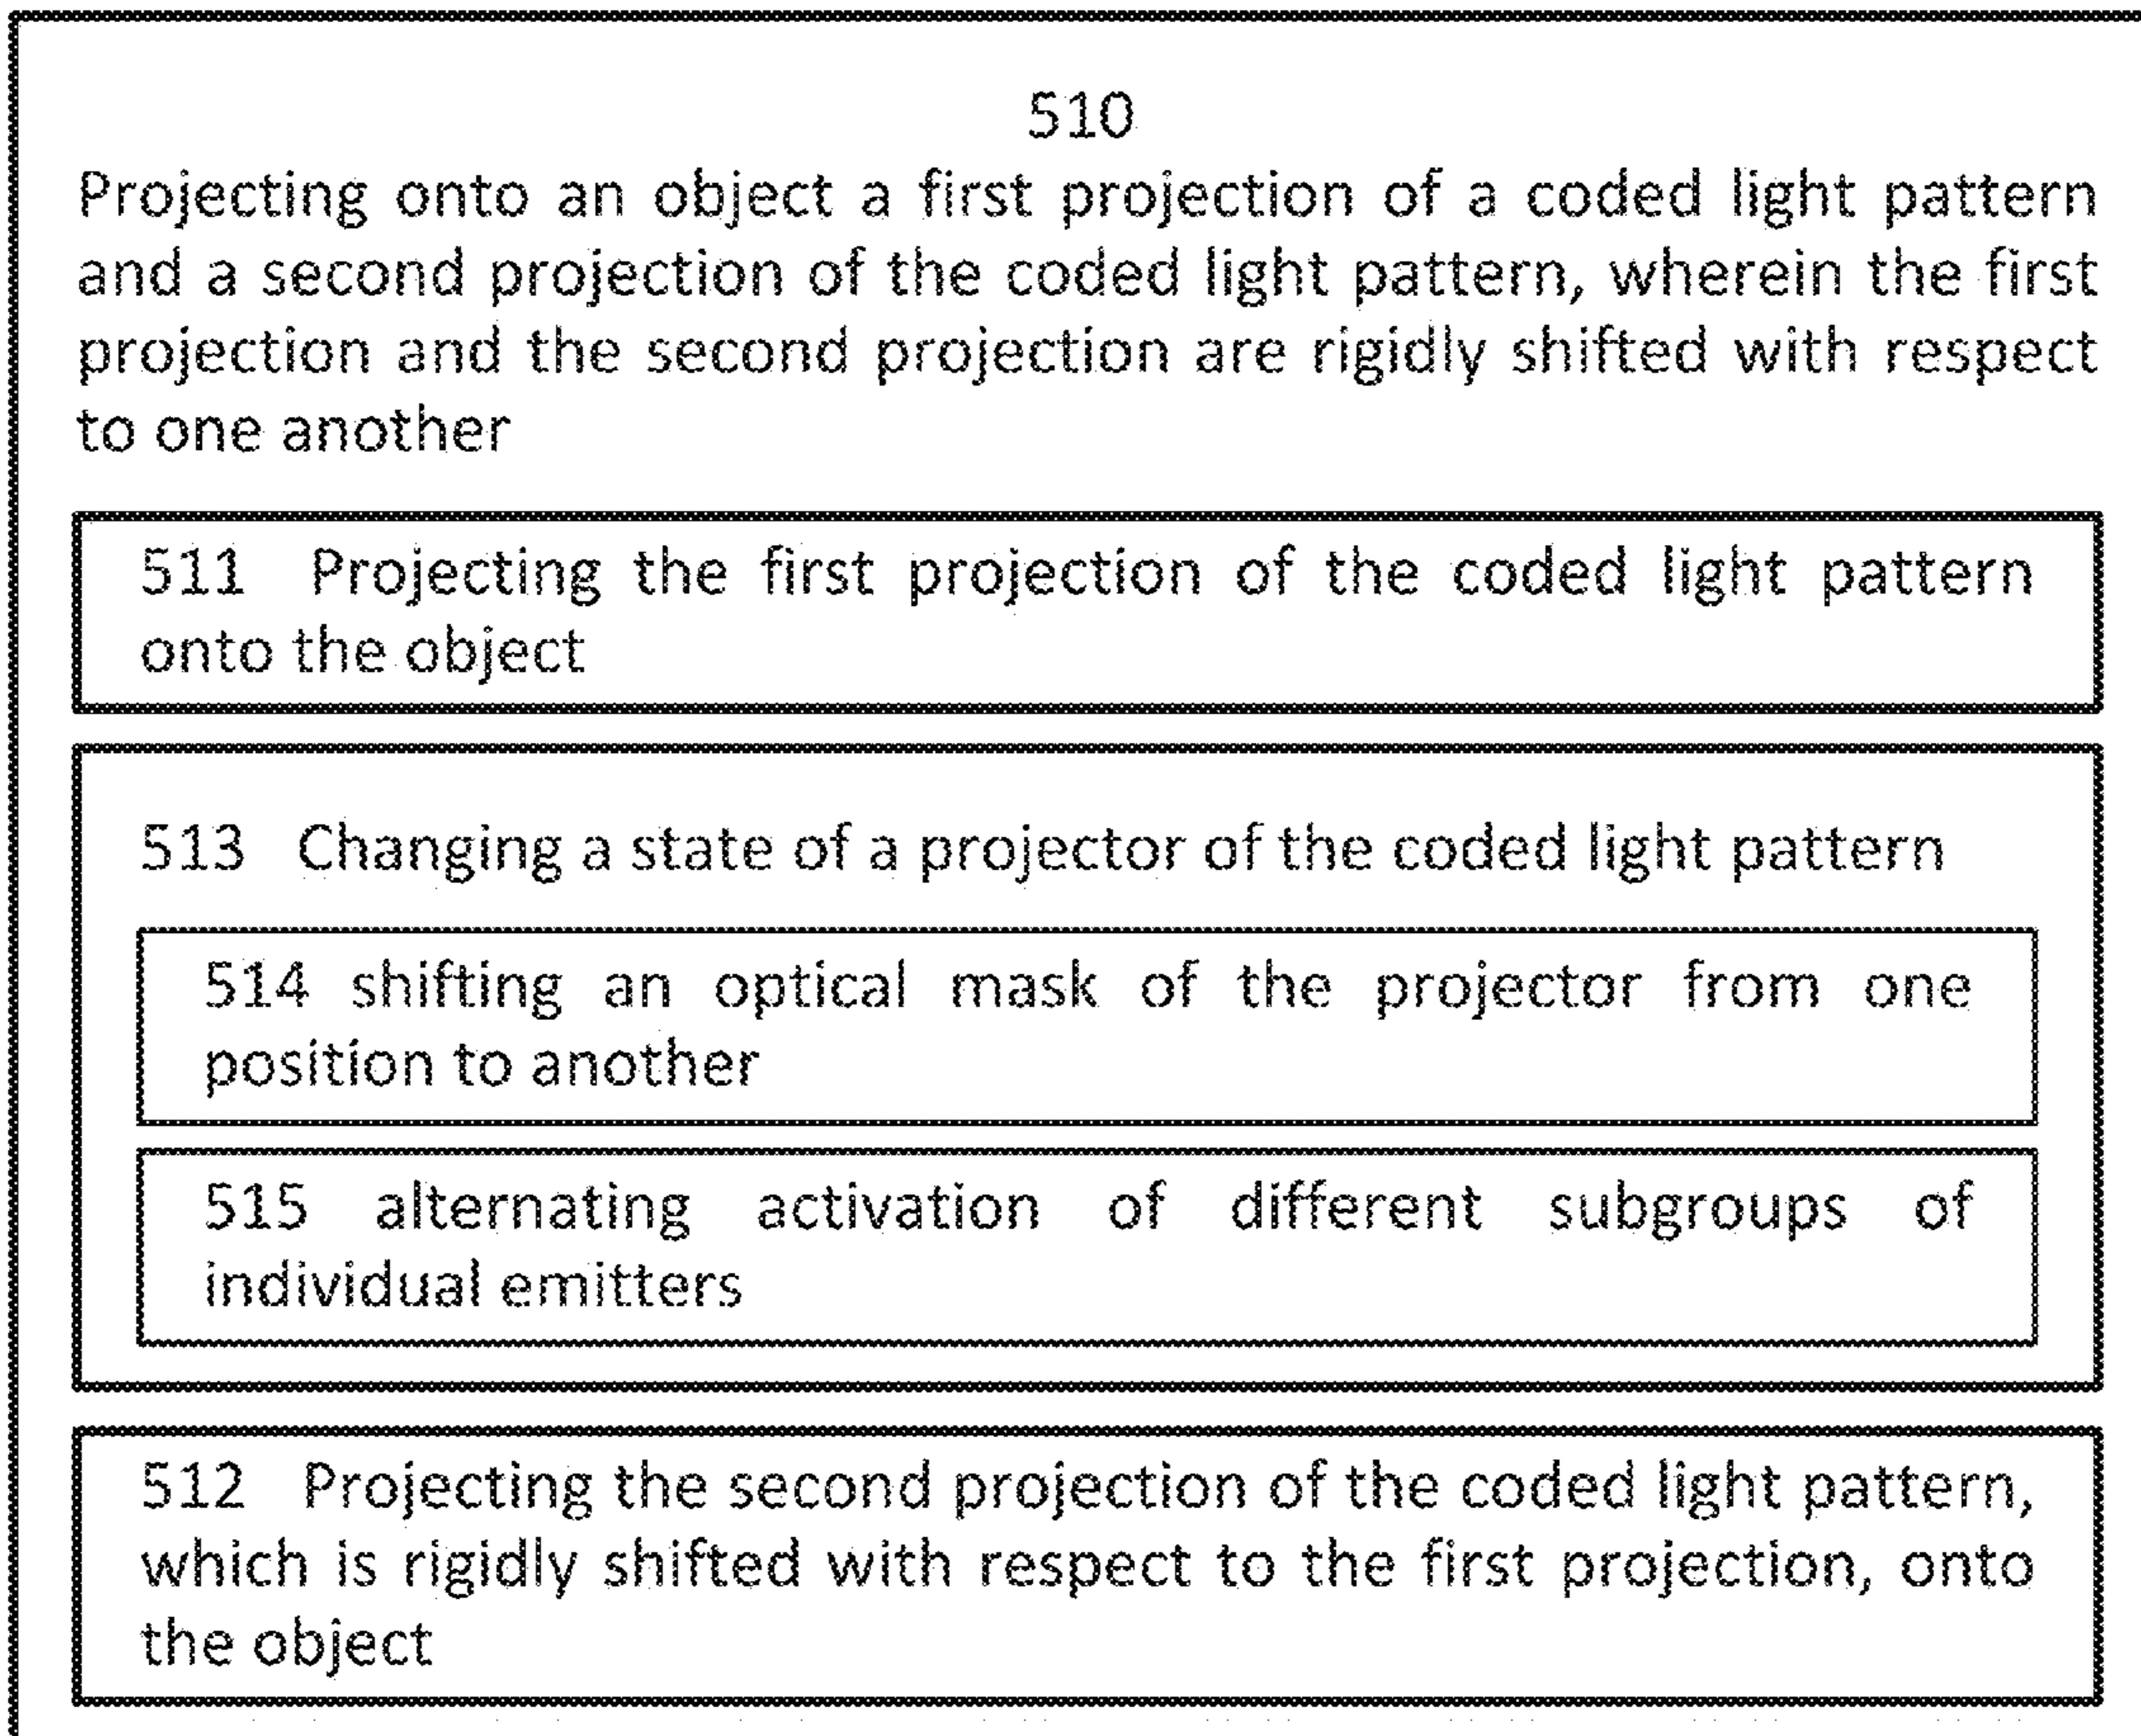 510
Projecting onto an object a first projection of a coded light pattern
and a second projection of the coded light pattern, wherein the first
projection and the second projection are rigidly shifted with respect
to one another
511 Projecting the first projection of the coded light pattern
onto the object
513 Changing a state of a projector of the coded light pattern
514 shifting an optical mask of the projector from one
position to another
515 alternating activation of different subgroups of
individual emitters
512 Projecting the second projection of the coded light pattern,
which is rigidly shifted with respect to the first projection, onto
the object